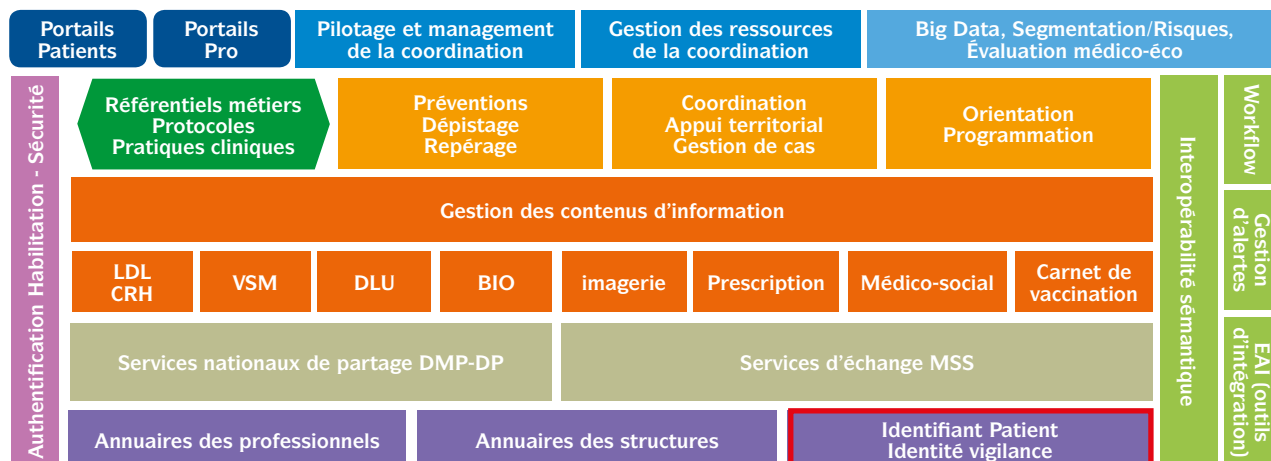 Portails
Patients
Portails
Pro
Pilotage et management
de la coordination
Gestion des ressources
de la coordination
Big Data, Segmentation/Risques,
Évaluation médico-éco
Authentification Habilitation - Sécurité
Référentiels métiers
Protocoles
Pratiques cliniques
Préventions
Dépistage
Repérage
Coordination
Appui territorial
Gestion de cas
Orientation
Programmation
Interopérabilité sémantique
Workflow
Gestion
d'alertes
EAI (outils
d'intégration)
Gestion des contenus d'information
LDL
CRH
VSM
DLU
BIO
imagerie
Prescription
Médico-social
Carnet de
vaccination
Services nationaux de partage DMP-DP
Services d'échange MSS
Annuaires des professionnels
Annuaires des structures
Identifiant Patient
Identité vigilance